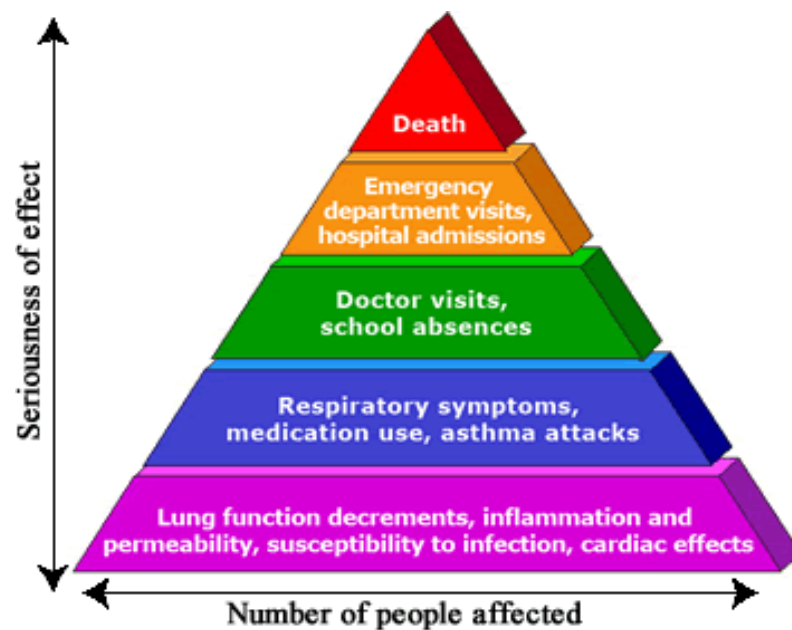 Seriousness of effect
Death
Emergency
department visits,
hospital admissions
Doctor visits,
school absences
Respiratory symptoms,
medication use, asthma attacks
Lung function decrements, inflammation and
permeability, susceptibility to infection, cardiac effects
Number of people affected